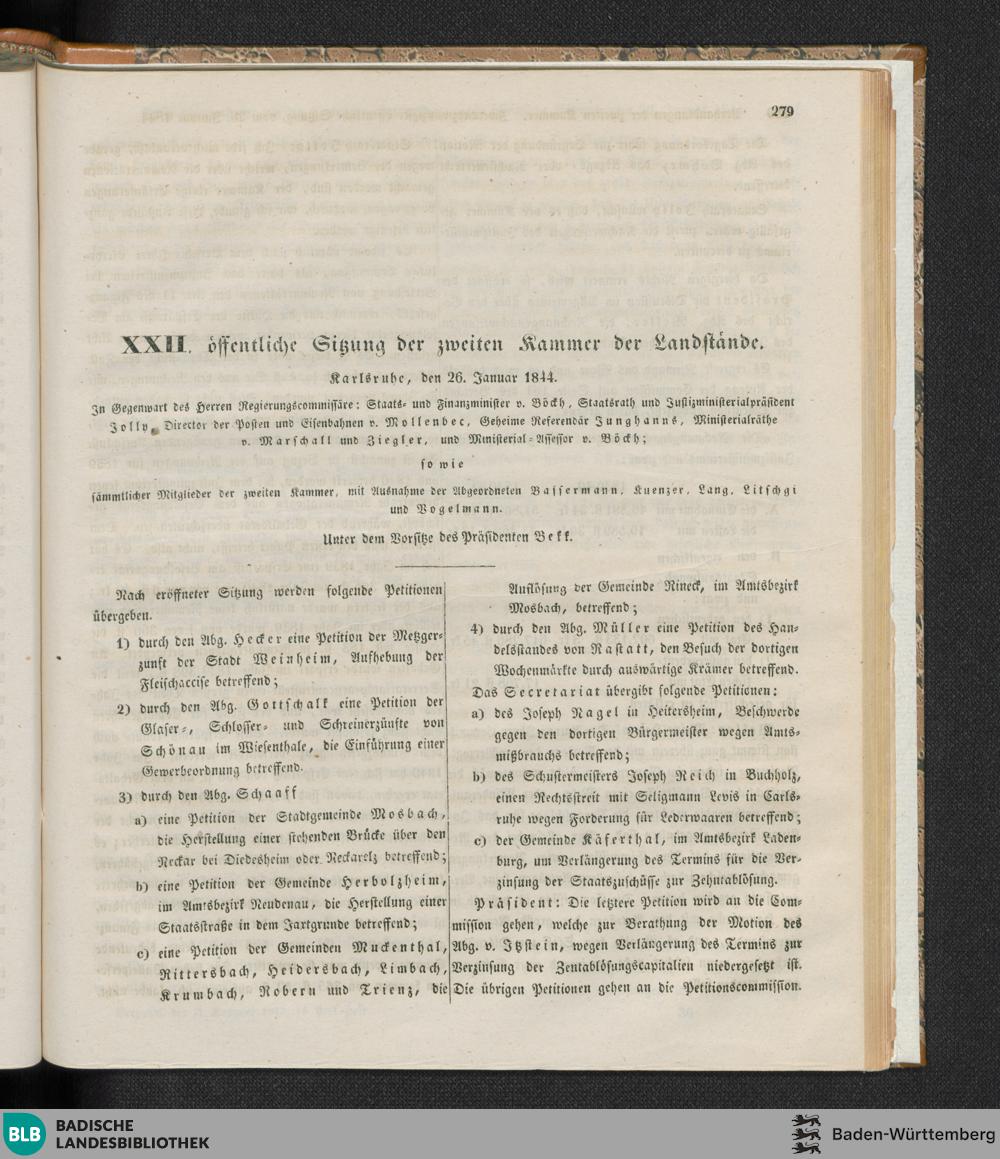 279
XXII. öffentliche Sitzung der zweiten Kammer der Landstände.
Karlsruhe, den 26. Januar 1844.
In Gegenwart des Herren Regierungscommissäre: Staats- und Finanzminister v. Böckh, Staatsrath und Justizministerialpräsident
Jolly, Director der Posten und Eisenbahnen v. Mollenbec, Geheime Referendär Junghanns, Ministerialräthe
v. Marschall und Ziegler, und Ministerial-Assessor v. Böckh;
sowie
sämmtlicher Mitglieder der zweiten Kammer, mit Ausnahme der Abgeordneten Bassermann, Kuenzer, Lang, Litschgi
und Vogelmann.
Unter dem Vorsitze des Präsidenten Bekk.
Nach eröffneter Sitzung werden folgende Petitionen
übergeben.
1) durch den Abg. Hecker eine Petition der Metzger-
zunft der Stadt Weinheim, Aufhebung der
Fleischaccise betreffend;
2) durch den Abg. Gottschalk eine Petition der
Glaser-, Schlosser- und Schreinerzünfte von
Schönau im Wiesenthale, die Einführung einer
Gewerbeordnung betreffend.
3) durch den Abg. Schaaff
a) eine Petition der Stadtgemeinde Mosbach,
die Herstellung einer stehenden Brücke über den
Neckar bei Diedesheim oder Neckarelz betreffend;
b) eine Petition der Gemeinde Herbolzheim,
im Amtsbezirk Neudenau, die Herstellung einer
Staatsstraße in dem Jaxtgrunde betreffend;
c) eine Petition der Gemeinden Muckenthal,
Rittersbach, Heidersbach, Limbach,
Krumbach, Robern und Trienz, die
Auflösung der Gemeinde Rineck, im Amtsbezirk
Mosbach, betreffend;
4) durch den Abg. Müller eine Petition des Han-
delsstandes von Rastatt, den Besuch der dortigen
Wochenmärkte durch auswärtige Krämer betreffend.
Das Secretariat übergibt folgende Petitionen:
a) des Joseph Nagel in Heitersheim, Beschwerde
gegen den dortigen Bürgermeister wegen Amts-
mißbrauchs betreffend;
b) des Schustermeisters Joseph Reich in Buchholz,
einen Rechtsstreit mit Seligmann Levis in Carls-
ruhe wegen Forderung für Lederwaaren betreffend;
c) der Gemeinde Käferthal, im Amtsbezirk Laden-
burg, um Verlängerung des Termins für die Ver-
zinsung der Staatszuschüsse zur Zehntablösung.
Präsident: Die letztere Petition wird an die Com-
mission gehen, welche zur Berathung der Motion des
Abg. v. Itzstein, wegen Verlängerung des Termins zur
Verzinsung der Zentablösungscapitalien niedergesetzt ist.
Die übrigen Petitionen gehen an die Petitionscommission.
BLB
BADISCHE
LANDESBIBLIOTHEK
Baden-Württemberg